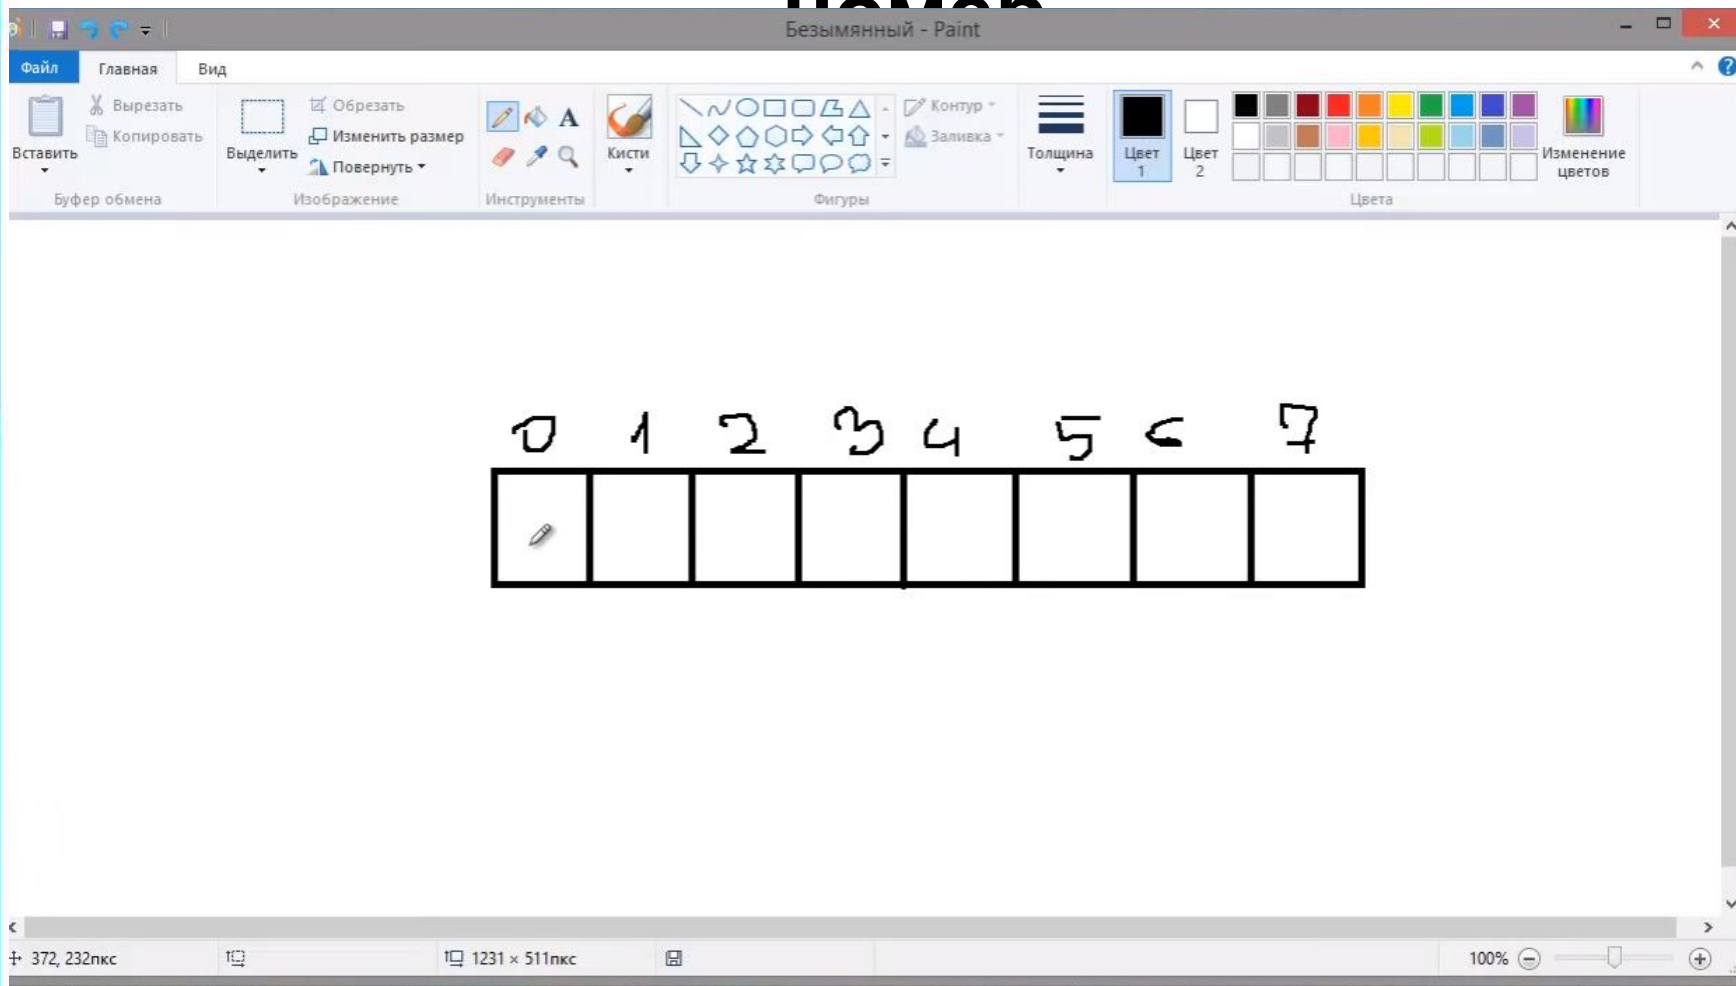 номер
Безымянный - Paint
Файл Главная Вид
Вставить
Вырезать
Копировать
Буфер обмена
Выделить
Обрезать
Изменить размер
Повернуть
Изображение
A
Инструменты
Кисти
Контур
Заливка
Фигуры
Толщина
Цвет
1
Цвет
2
Изменение
цветов
Цвета
0 1 2 3 4 5 6 7
372, 232пкс 1231 × 511пкс 100%